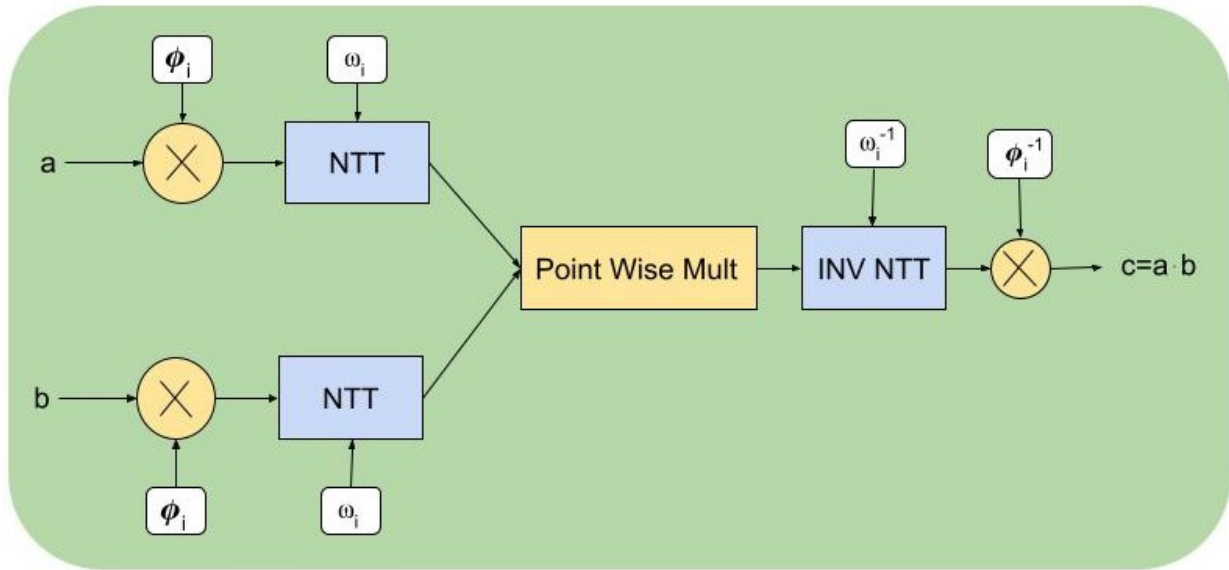 ϕᵢ
ωᵢ
a
NTT
ωᵢ⁻¹
ϕᵢ⁻¹
Point Wise Mult
INV NTT
c=a·b
b
NTT
ϕᵢ
ωᵢ